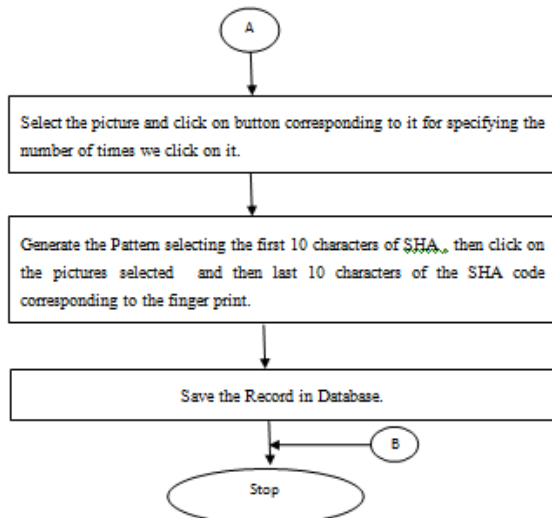 A
Select the picture and click on button corresponding to it for specifying the
number of times we click on it.
Generate the Pattern selecting the first 10 characters of SHA , then click on
the pictures selected and then last 10 characters of the SHA code
corresponding to the finger print.
Save the Record in Database.
B
Stop